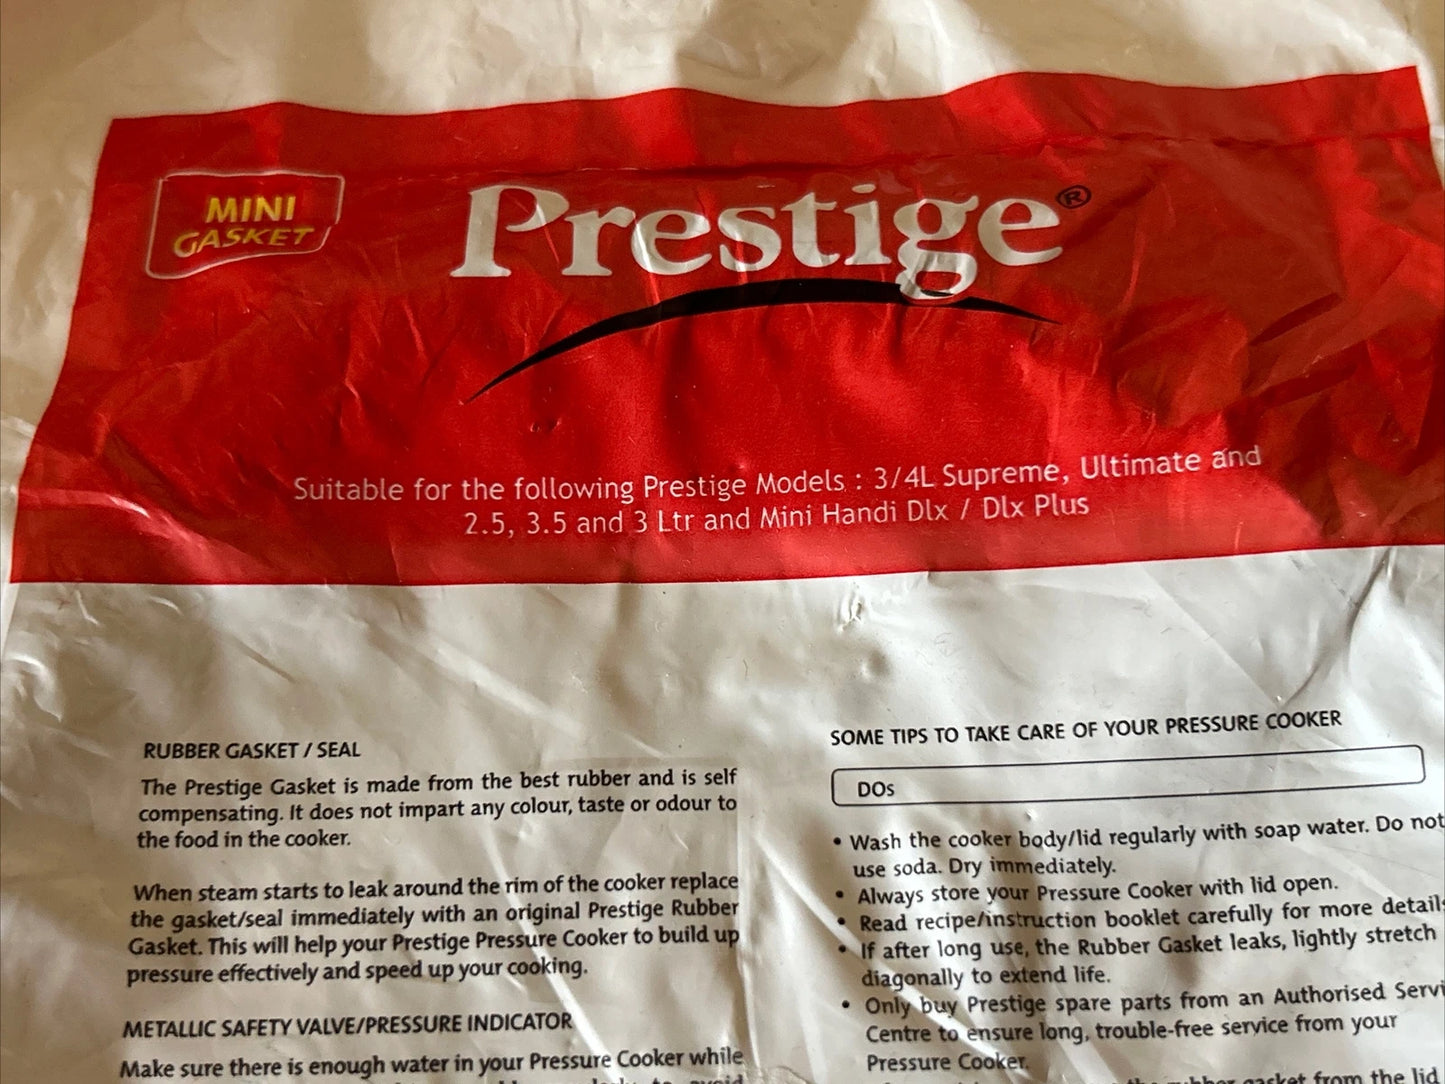 MINI
GASKET
Prestige®
Suitable for the following Prestige Models : 3/4L Supreme, Ultimate and
2.5, 3.5 and 3 Ltr and Mini Handi Dlx / Dlx Plus
RUBBER GASKET / SEAL
The Prestige Gasket is made from the best rubber and is self
compensating. It does not impart any colour, taste or odour to
the food in the cooker.
When steam starts to leak around the rim of the cooker replace
the gasket/seal immediately with an original Prestige Rubber
Gasket. This will help your Prestige Pressure Cooker to build up
pressure effectively and speed up your cooking.
METALLIC SAFETY VALVE/PRESSURE INDICATOR
Make sure there is enough water in your Pressure Cooker while
to avoid
SOME TIPS TO TAKE CARE OF YOUR PRESSURE COOKER
DOs
• Wash the cooker body/lid regularly with soap water. Do not
use soda. Dry immediately.
• Always store your Pressure Cooker with lid open.
• Read recipe/instruction booklet carefully for more details
• If after long use, the Rubber Gasket leaks, lightly stretch
diagonally to extend life.
• Only buy Prestige spare parts from an Authorised Servi
Centre to ensure long, trouble-free service from your
Pressure Cooker.
gasket from the lid